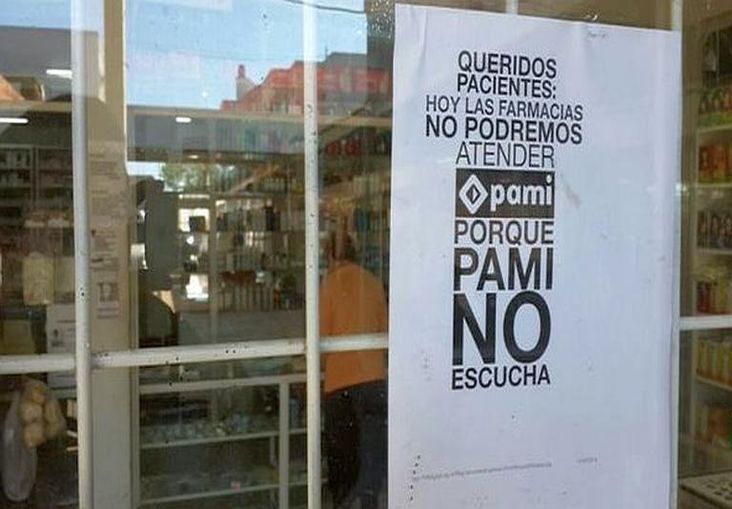 QUERIDOS
PACIENTES:
HOY LAS FARMACIAS
NO PODREMOS
ATENDER
pami
PORQUE
PAMI
NO
ESCUCHA